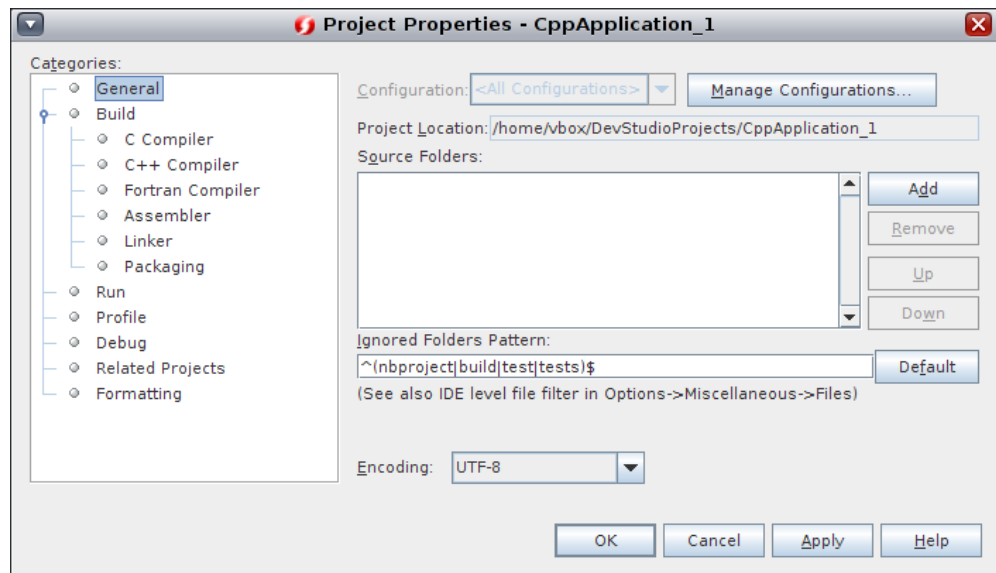 Project Properties - CppApplication_1
Categories:
General
Build
C Compiler
C++ Compiler
Fortran Compiler
Assembler
Linker
Packaging
Run
Profile
Debug
Related Projects
Formatting
Configuration: <All Configurations> Manage Configurations...
Project Location: /home/vbox/DevStudioProjects/CppApplication_1
Source Folders:
Add
Remove
Up
Down
Ignored Folders Pattern:
^(nbproject|build|test|tests)$ Default
(See also IDE level file filter in Options->Miscellaneous->Files)
Encoding: UTF-8
OK Cancel Apply Help